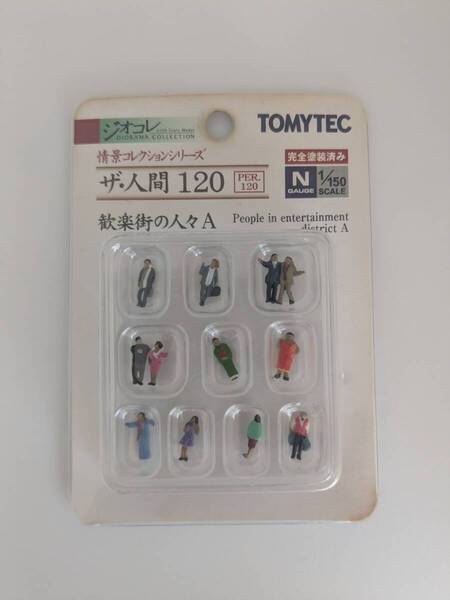 ジオコレ
DIORAMA COLLECTION
TOMYTEC
情景コレクションシリーズ
完全塗装済み
ザ・人間 120
PER. 120
N GAUGE
1/150 SCALE
歓楽街の人々A
People in entertainment district A